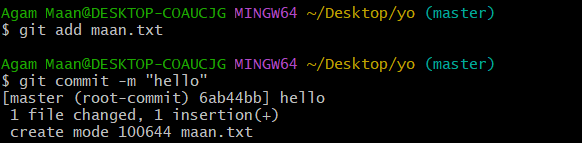 Agam Maan@DESKTOP-COAUCJG MINGW64 ~/Desktop/yo (master)
$ git add maan.txt
Agam Maan@DESKTOP-COAUCJG MINGW64 ~/Desktop/yo (master)
$ git commit -m "hello"
[master (root-commit) 6ab44bb] hello
1 file changed, 1 insertion(+)
create mode 100644 maan.txt